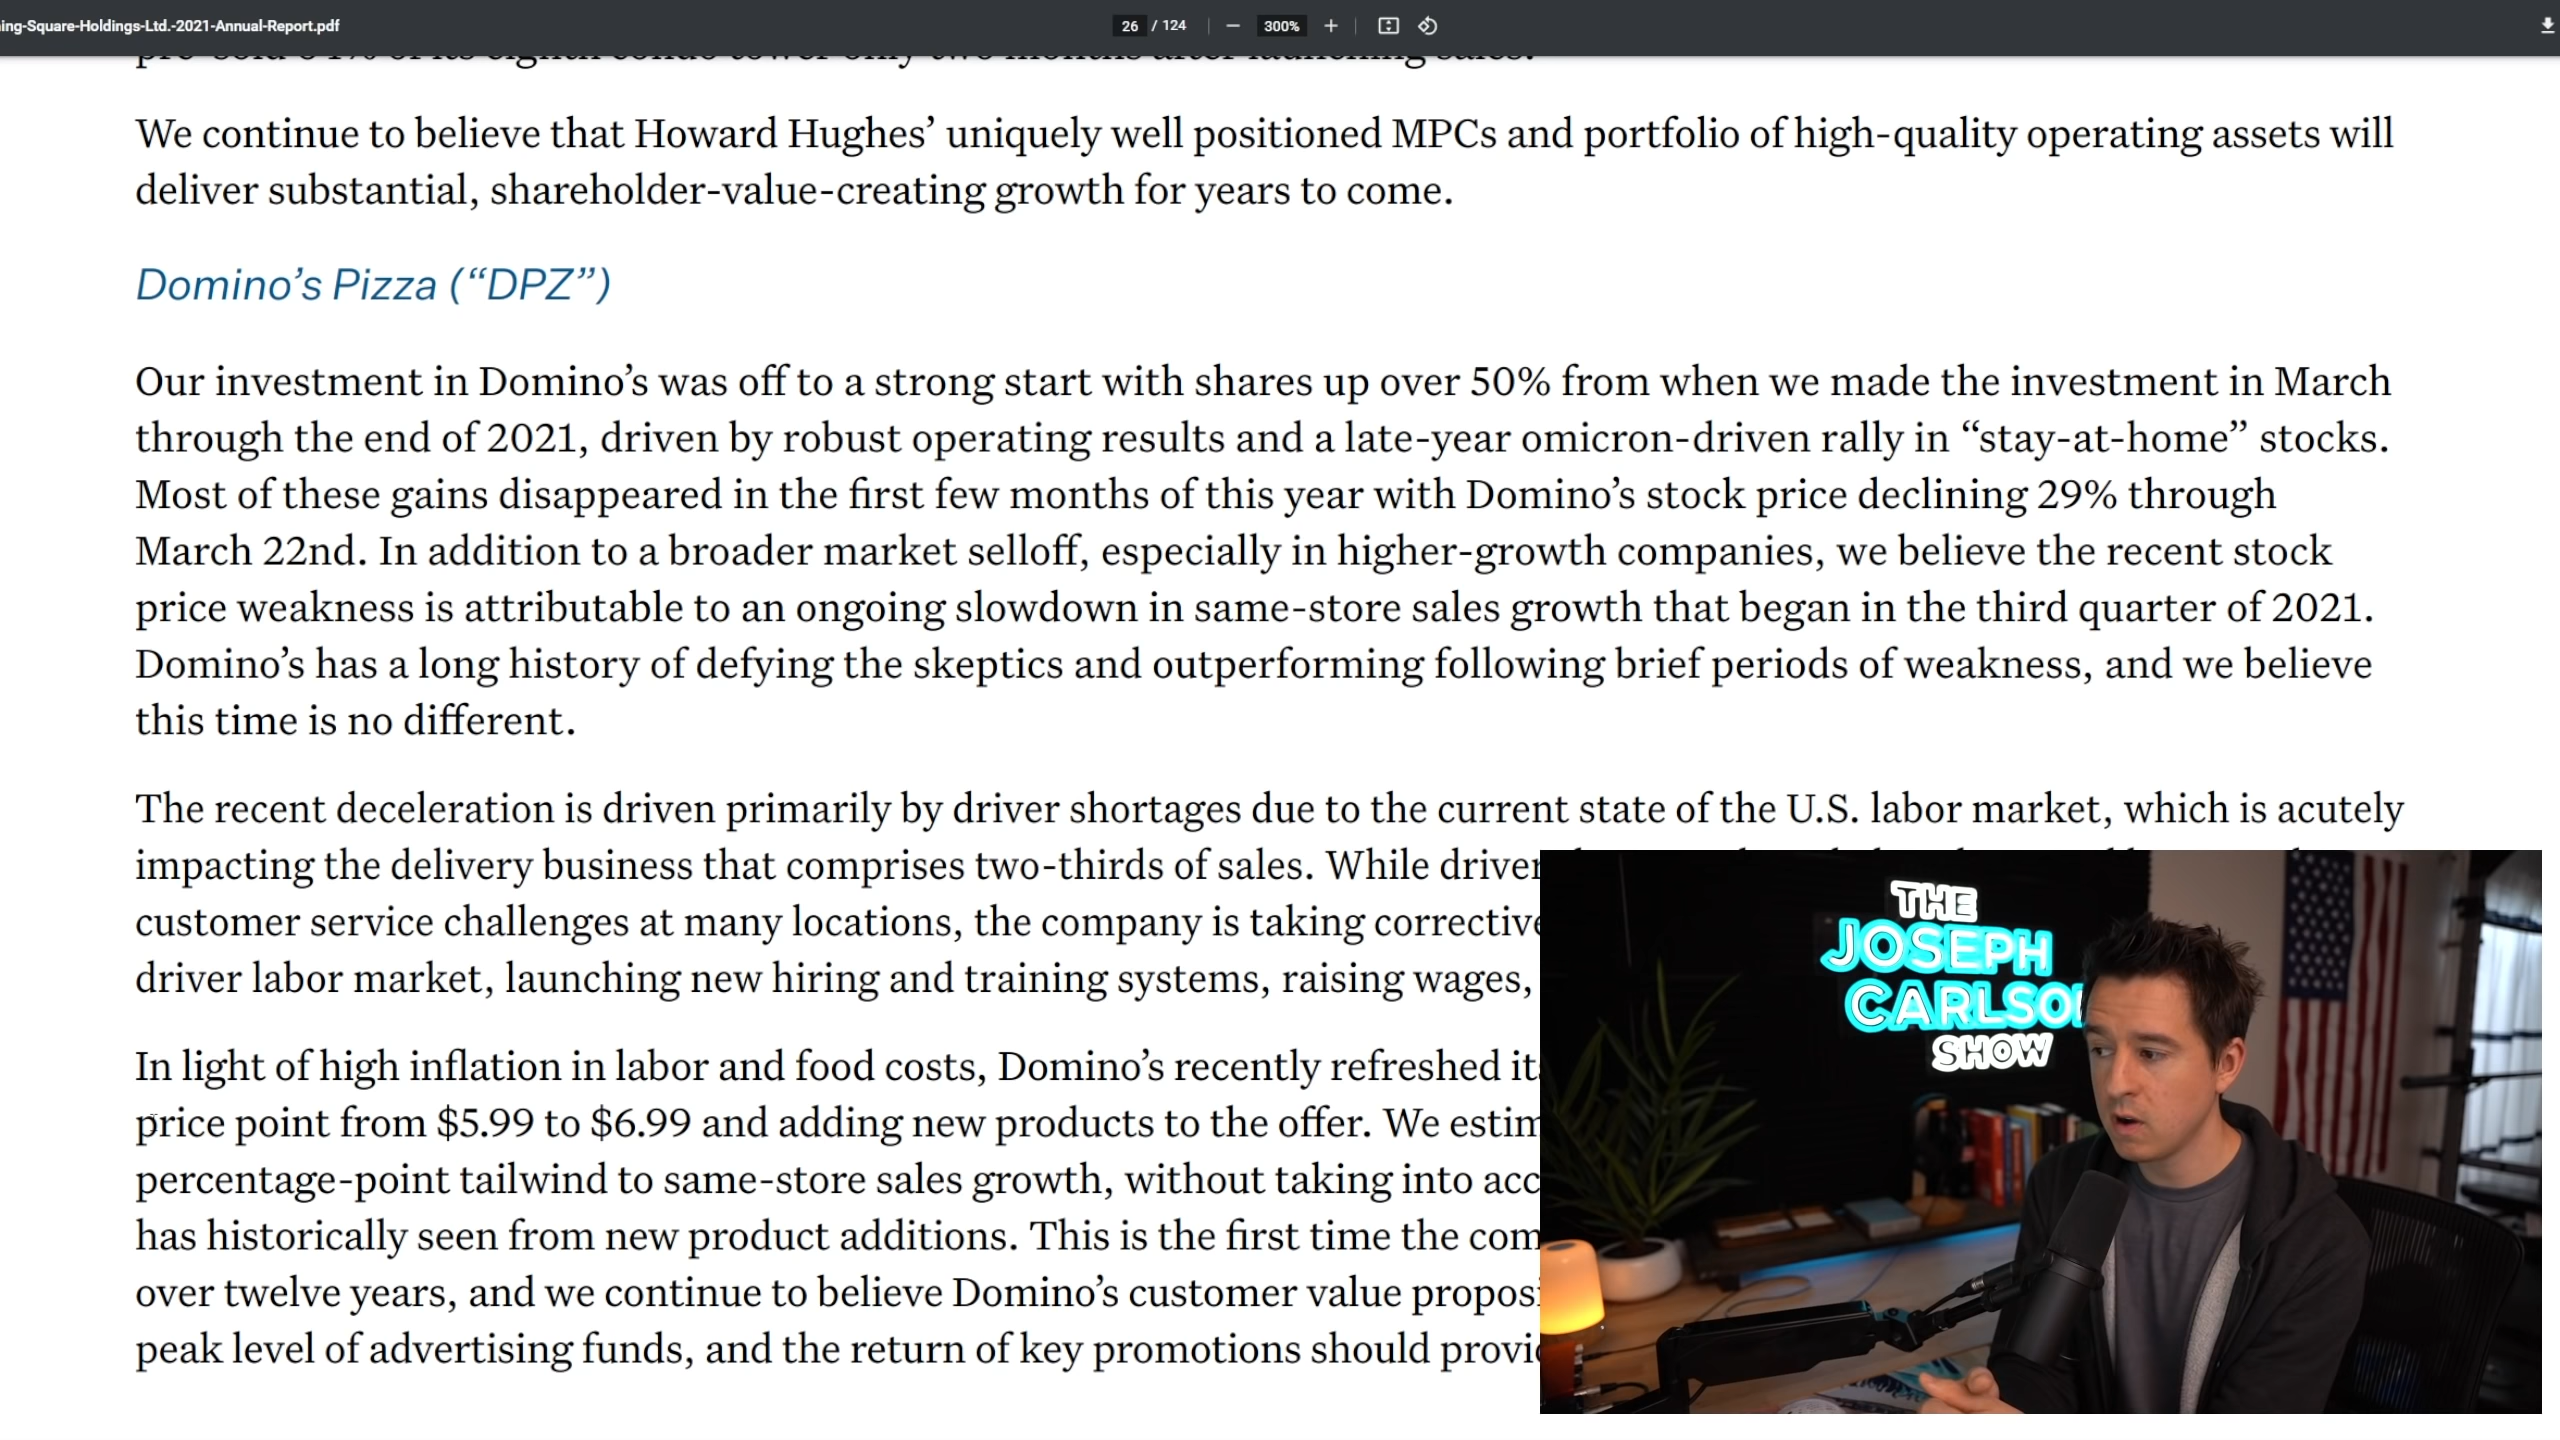 ing-Square-Holdings-Ltd.-2021-Annual-Report.pdf
26 / 124
300%
We continue to believe that Howard Hughes’ uniquely well positioned MPCs and portfolio of high-quality operating assets will
deliver substantial, shareholder-value-creating growth for years to come.
Domino’s Pizza (“DPZ”)
Our investment in Domino’s was off to a strong start with shares up over 50% from when we made the investment in March
through the end of 2021, driven by robust operating results and a late-year omicron-driven rally in “stay-at-home” stocks.
Most of these gains disappeared in the first few months of this year with Domino’s stock price declining 29% through
March 22nd. In addition to a broader market selloff, especially in higher-growth companies, we believe the recent stock
price weakness is attributable to an ongoing slowdown in same-store sales growth that began in the third quarter of 2021.
Domino’s has a long history of defying the skeptics and outperforming following brief periods of weakness, and we believe
this time is no different.
The recent deceleration is driven primarily by driver shortages due to the current state of the U.S. labor market, which is acutely
impacting the delivery business that comprises two-thirds of sales. While driver
customer service challenges at many locations, the company is taking corrective
driver labor market, launching new hiring and training systems, raising wages,
In light of high inflation in labor and food costs, Domino’s recently refreshed its
price point from $5.99 to $6.99 and adding new products to the offer. We estim
percentage-point tailwind to same-store sales growth, without taking into acc
has historically seen from new product additions. This is the first time the com
over twelve years, and we continue to believe Domino’s customer value proposi
peak level of advertising funds, and the return of key promotions should provid
THE
JOSEPH
CARLSO
SHOW